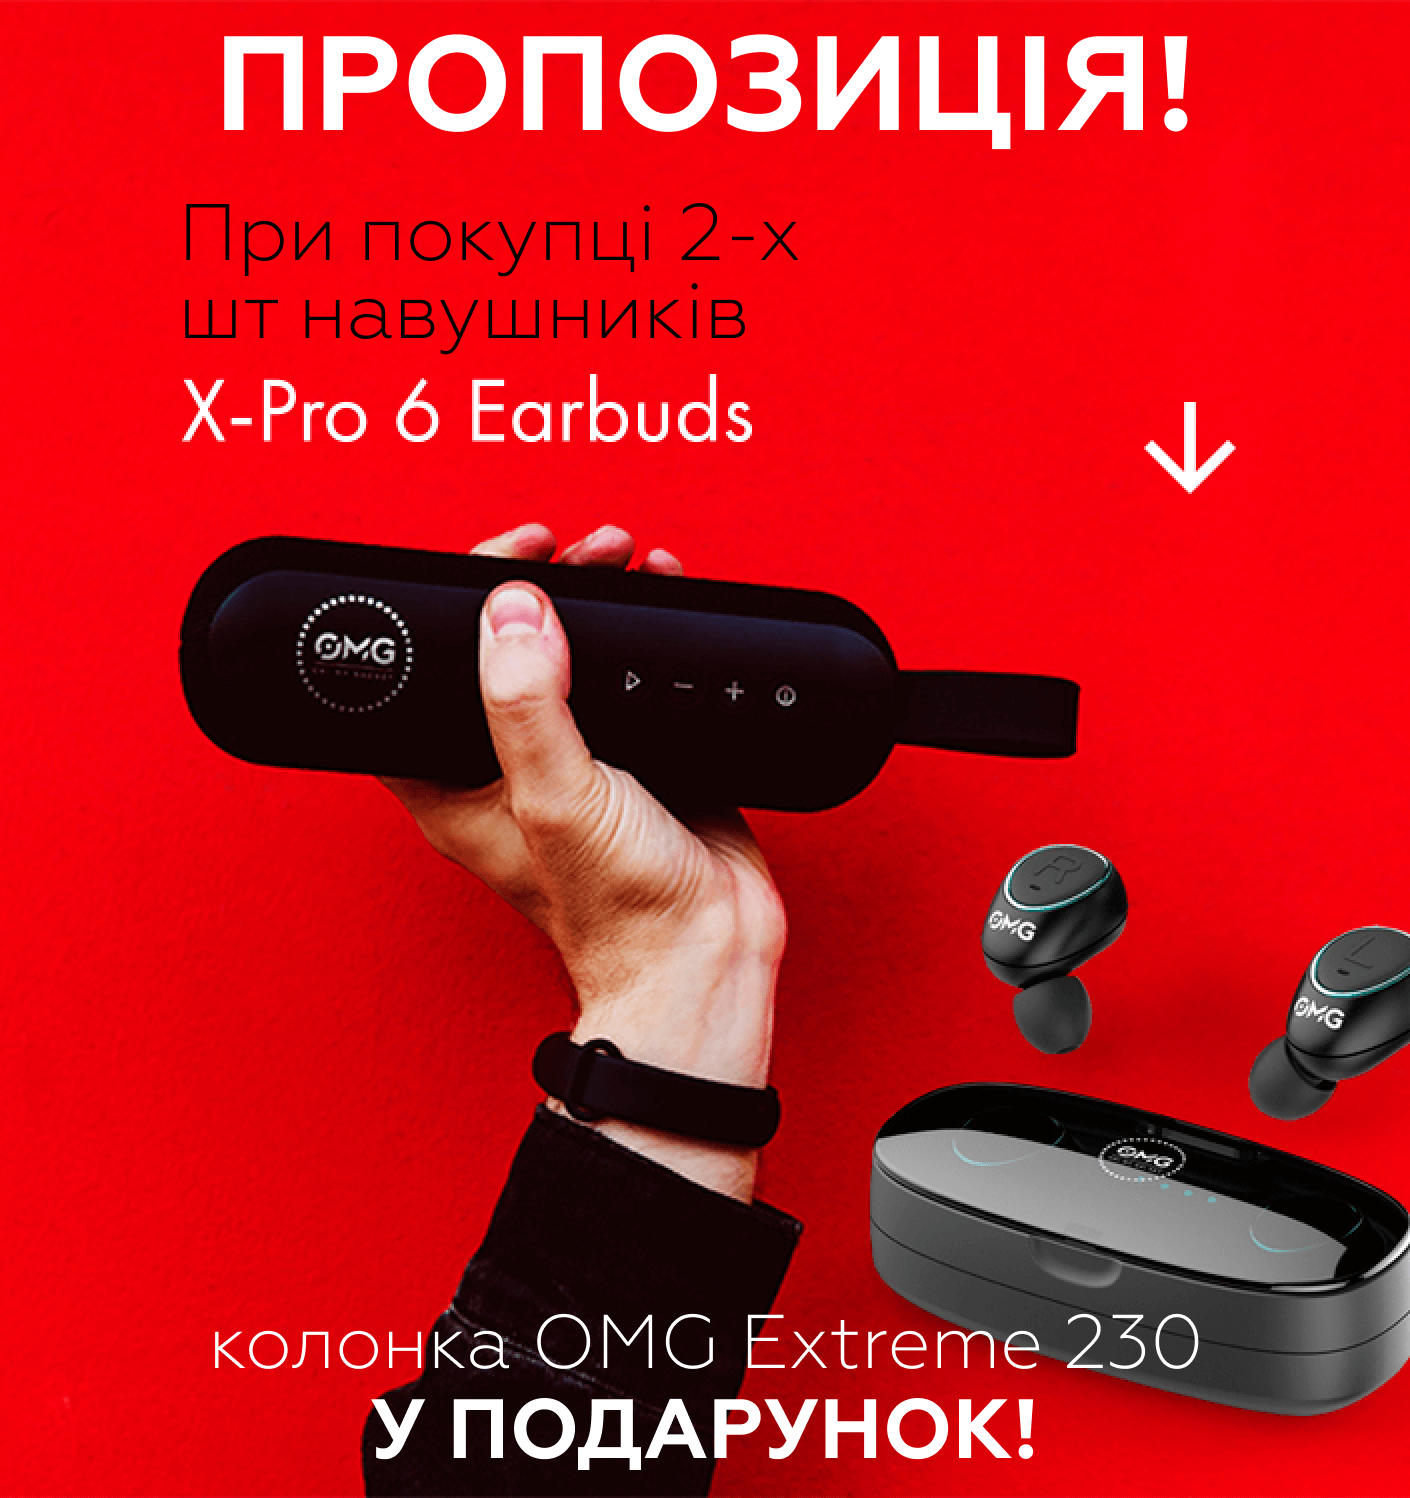 ПРОПОЗИЦІЯ!
При покупці 2-х
шт навушників
X-Pro 6 Earbuds
OMG
R
OMG
L
OMG
OMG
колонка OMG Extreme 230
У ПОДАРУНОК!